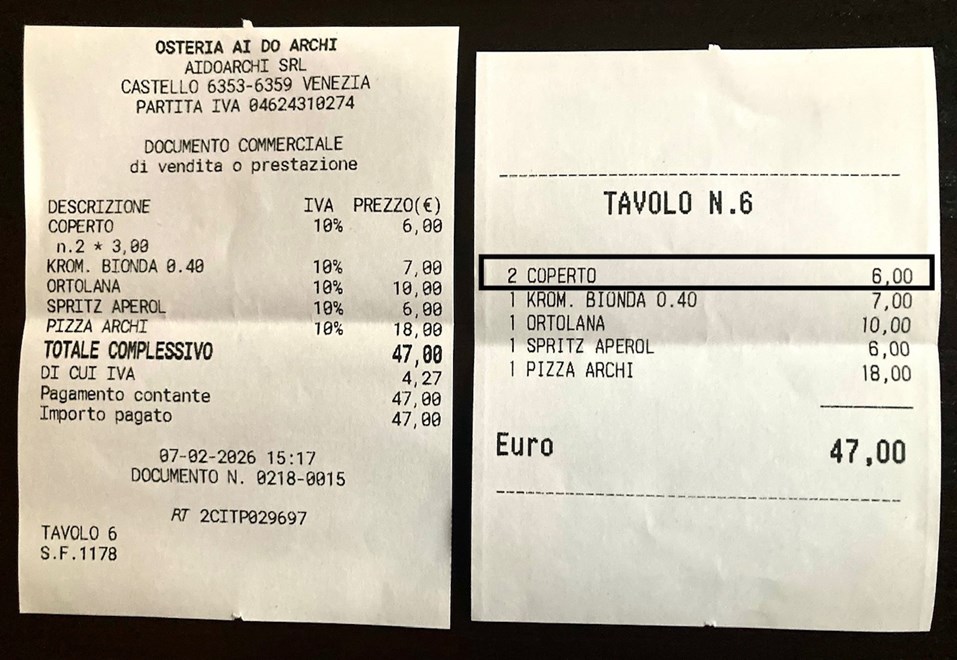 OSTERIA AI DO ARCHI
AIDOARCHI SRL
CASTELLO 6353-6359 VENEZIA
PARTITA IVA 04624310274
DOCUMENTO COMMERCIALE
di vendita o prestazione
DESCRIZIONE IVA PREZZO(€)
COPERTO 10% 6,00
n.2 * 3,00
KROM. BIONDA 0.40 10% 7,00
ORTOLANA 10% 10,00
SPRITZ APEROL 10% 6,00
PIZZA ARCHI 10% 18,00
TOTALE COMPLESSIVO 47,00
DI CUI IVA 4,27
Pagamento contante 47,00
Importo pagato 47,00
07-02-2026 15:17
DOCUMENTO N. 0218-0015
RT 2CITP029697
TAVOLO 6
S.F.1178
TAVOLO N.6
2 COPERTO 6,00
1 KROM. BIONDA 0.40 7,00
1 ORTOLANA 10,00
1 SPRITZ APEROL 6,00
1 PIZZA ARCHI 18,00
Euro 47,00